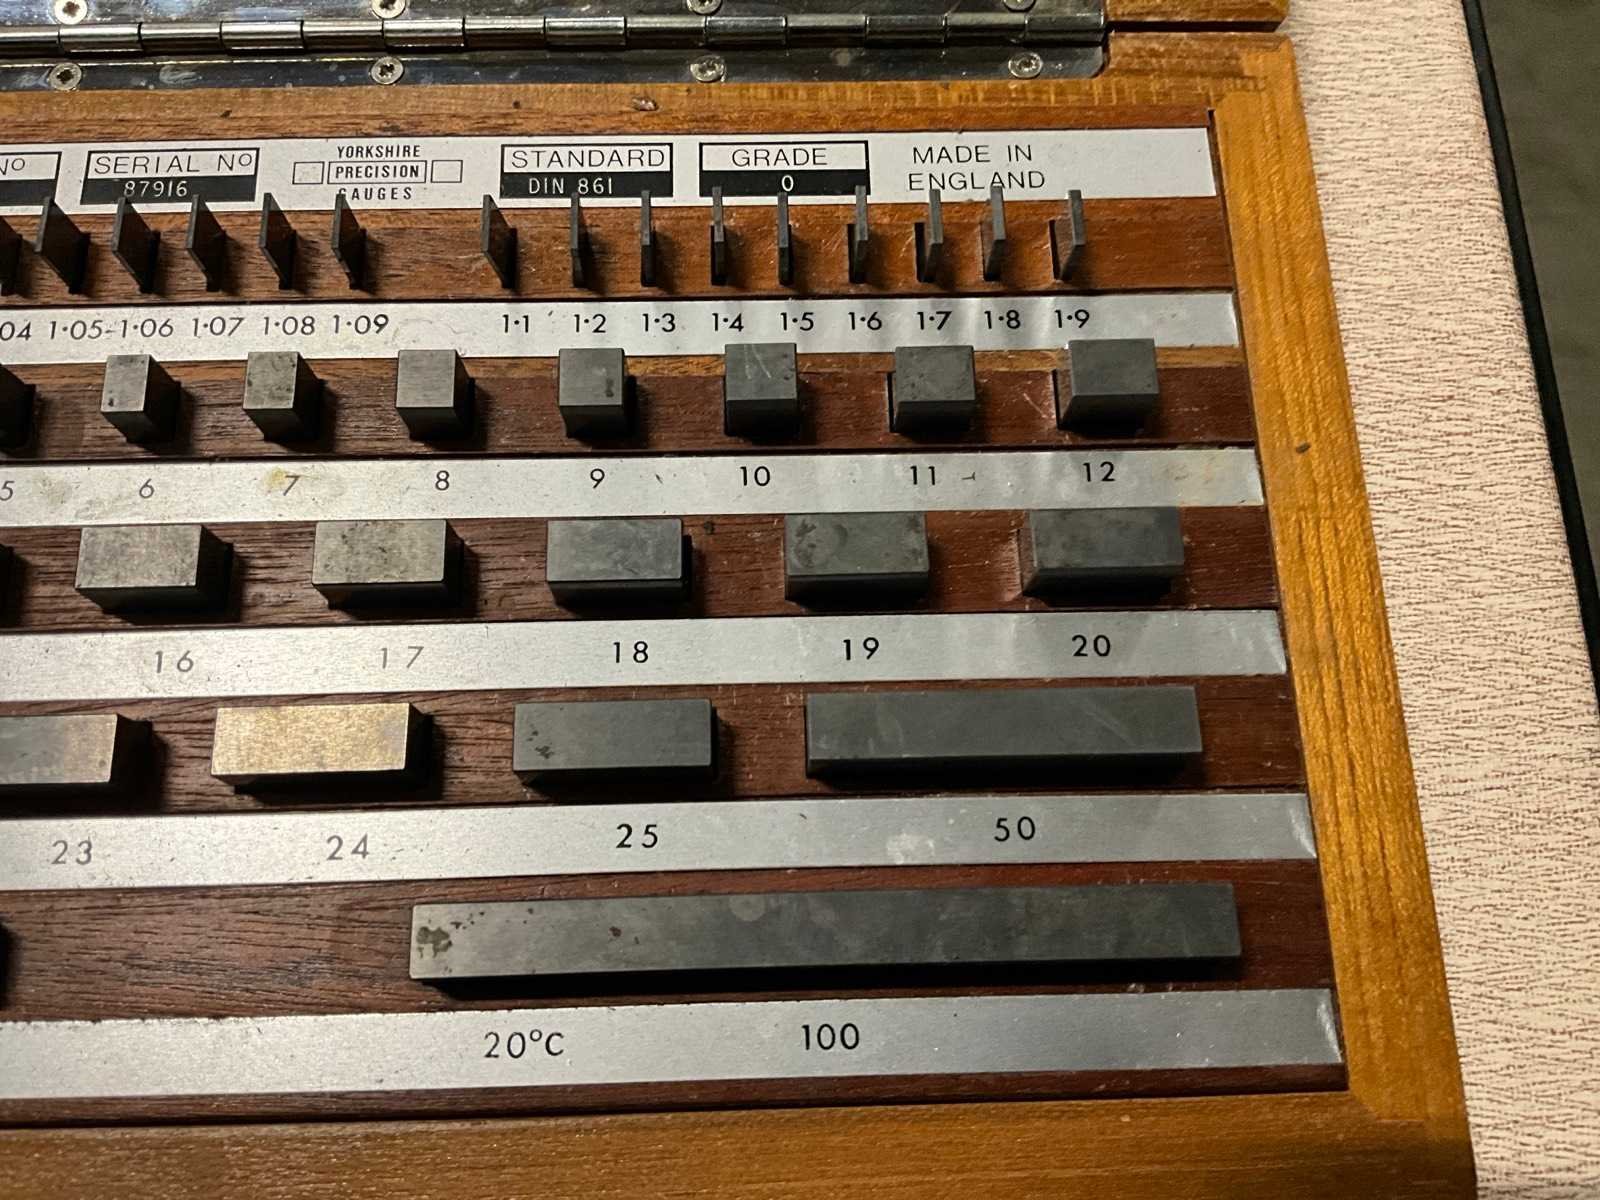 Nº
SERIAL Nº
87916
YORKSHIRE
PRECISION
GAUGES
STANDARD
DIN 861
GRADE
0
MADE IN
ENGLAND
04 1·05 1·06 1·07 1·08 1·09 1·1 1·2 1·3 1·4 1·5 1·6 1·7 1·8 1·9
5 6 7 8 9 10 11 12
16 17 18 19 20
23 24 25 50
20°C 100